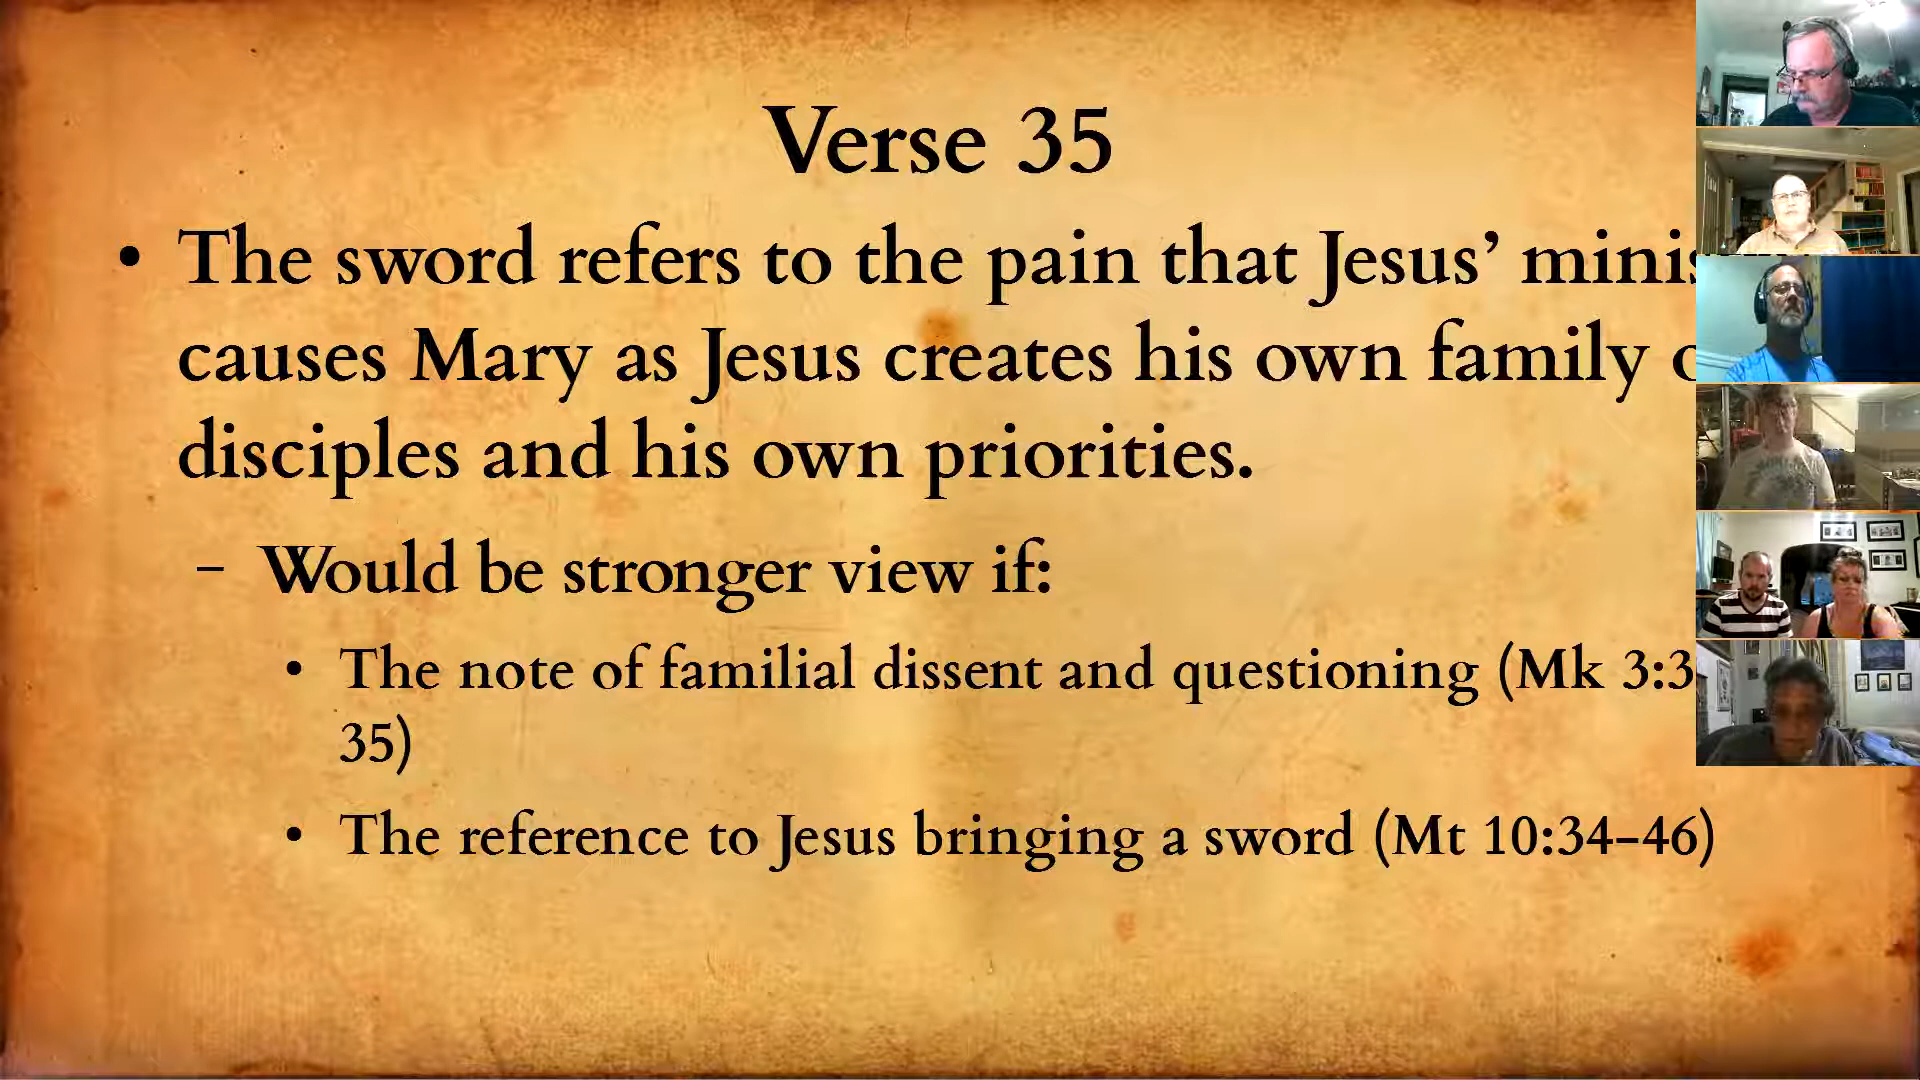 Verse 35
• The sword refers to the pain that Jesus’ minis
causes Mary as Jesus creates his own family
disciples and his own priorities.
– Would be stronger view if:
• The note of familial dissent and questioning (Mk 3:3
35)
• The reference to Jesus bringing a sword (Mt 10:34–46)